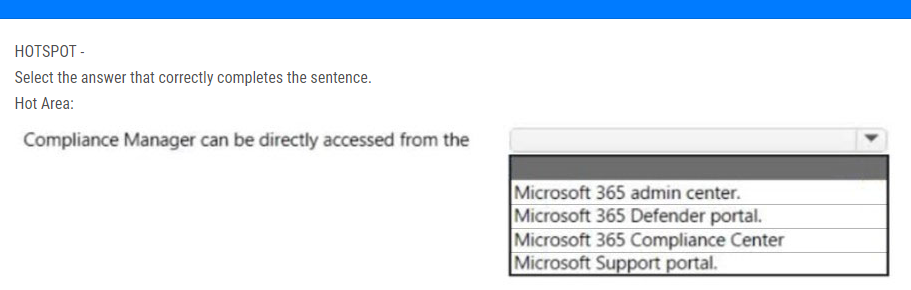 HOTSPOT -
Select the answer that correctly completes the sentence.
Hot Area:
Compliance Manager can be directly accessed from the
Microsoft 365 admin center.
Microsoft 365 Defender portal.
Microsoft 365 Compliance Center
Microsoft Support portal.